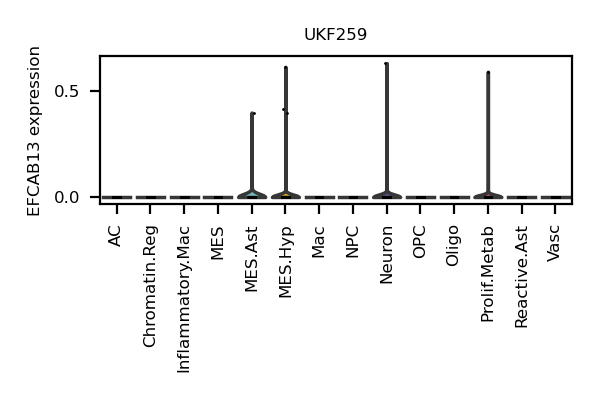 UKF259
EFCAB13 expression
0.5
0.0
AC
Chromatin.Reg
Inflammatory.Mac
MES
MES.Ast
MES.Hyp
Mac
NPC
Neuron
OPC
Oligo
Prolif.Metab
Reactive.Ast
Vasc